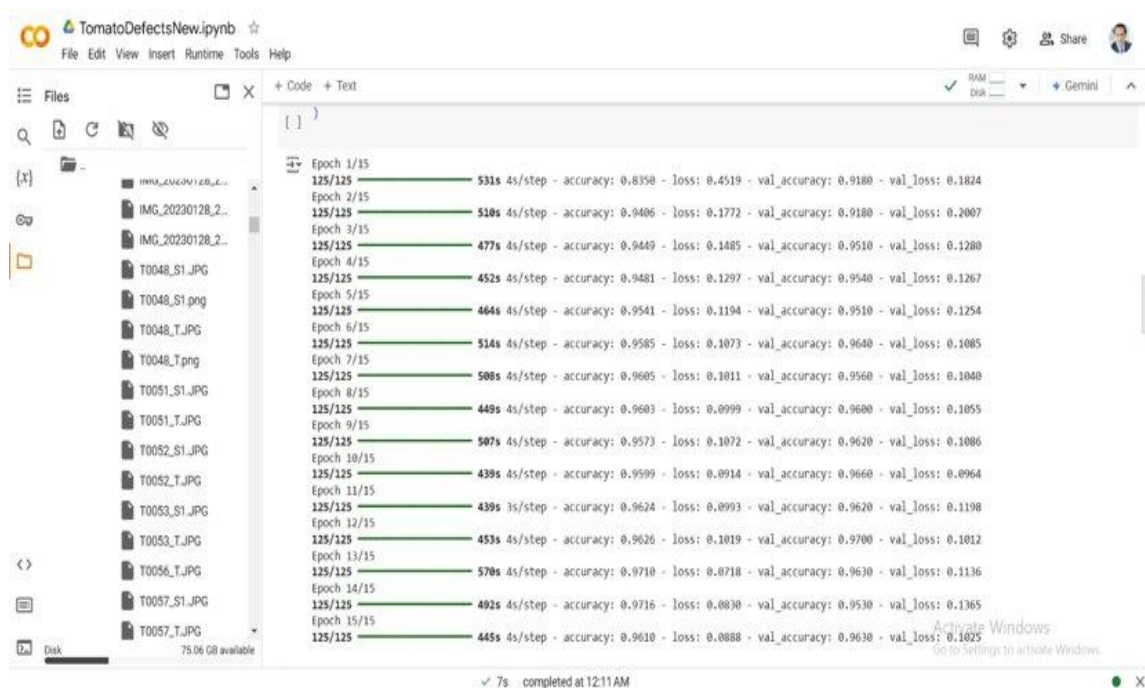 TomatoDefectsNew.ipynb
File Edit View Insert Runtime Tools Help
Share
Files
+ Code + Text
RAM
Disk
Gemini
{x}
..
IMG_20230128_2...
IMG_20230128_2...
IMG_20230128_2...
T0048_S1.JPG
T0048_S1.png
T0048_T.JPG
T0048_T.png
T0051_S1.JPG
T0051_T.JPG
T0052_S1.JPG
T0052_T.JPG
T0053_S1.JPG
T0053_T.JPG
T0056_T.JPG
T0057_S1.JPG
T0057_T.JPG
Disk 75.06 GB available
)
[ ]
Epoch 1/15
125/125 531s 4s/step - accuracy: 0.8350 - loss: 0.4519 - val_accuracy: 0.9180 - val_loss: 0.1824
Epoch 2/15
125/125 510s 4s/step - accuracy: 0.9406 - loss: 0.1772 - val_accuracy: 0.9180 - val_loss: 0.2007
Epoch 3/15
125/125 477s 4s/step - accuracy: 0.9449 - loss: 0.1485 - val_accuracy: 0.9510 - val_loss: 0.1280
Epoch 4/15
125/125 452s 4s/step - accuracy: 0.9481 - loss: 0.1297 - val_accuracy: 0.9540 - val_loss: 0.1267
Epoch 5/15
125/125 464s 4s/step - accuracy: 0.9541 - loss: 0.1194 - val_accuracy: 0.9510 - val_loss: 0.1254
Epoch 6/15
125/125 514s 4s/step - accuracy: 0.9585 - loss: 0.1073 - val_accuracy: 0.9640 - val_loss: 0.1085
Epoch 7/15
125/125 508s 4s/step - accuracy: 0.9605 - loss: 0.1011 - val_accuracy: 0.9560 - val_loss: 0.1040
Epoch 8/15
125/125 449s 4s/step - accuracy: 0.9603 - loss: 0.0999 - val_accuracy: 0.9600 - val_loss: 0.1055
Epoch 9/15
125/125 507s 4s/step - accuracy: 0.9573 - loss: 0.1072 - val_accuracy: 0.9620 - val_loss: 0.1086
Epoch 10/15
125/125 439s 4s/step - accuracy: 0.9599 - loss: 0.0914 - val_accuracy: 0.9660 - val_loss: 0.0964
Epoch 11/15
125/125 439s 3s/step - accuracy: 0.9624 - loss: 0.0993 - val_accuracy: 0.9620 - val_loss: 0.1198
Epoch 12/15
125/125 453s 4s/step - accuracy: 0.9626 - loss: 0.1019 - val_accuracy: 0.9700 - val_loss: 0.1012
Epoch 13/15
125/125 570s 4s/step - accuracy: 0.9710 - loss: 0.0718 - val_accuracy: 0.9630 - val_loss: 0.1136
Epoch 14/15
125/125 492s 4s/step - accuracy: 0.9716 - loss: 0.0830 - val_accuracy: 0.9530 - val_loss: 0.1365
Epoch 15/15
125/125 445s 4s/step - accuracy: 0.9610 - loss: 0.0888 - val_accuracy: 0.9630 - val_loss: 0.1025
Activate Windows
Go to Settings to activate Windows.
7s completed at 12:11 AM